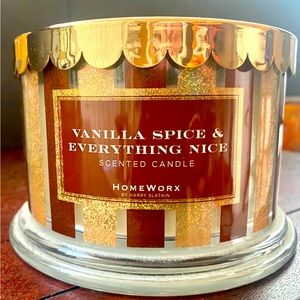 VANILLA SPICE &
EVERYTHING NICE
SCENTED CANDLE
HOMEWORX
BY HARRY SLATKIN